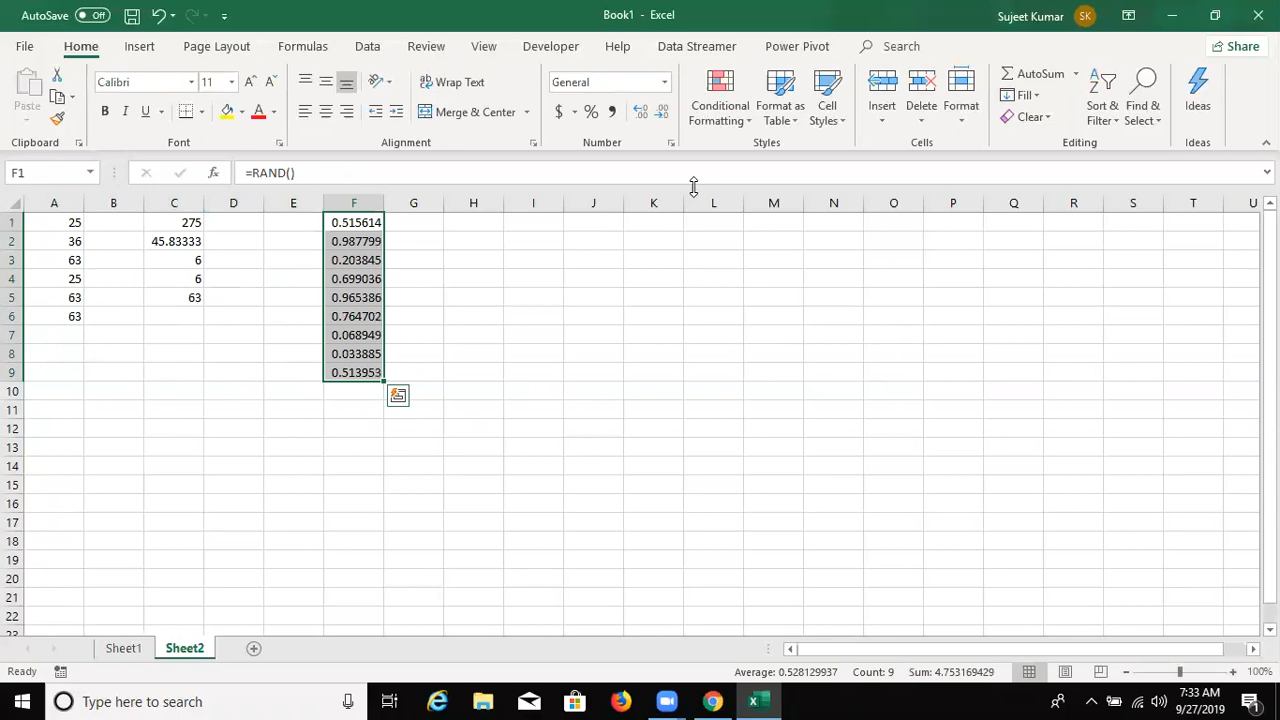 AutoSave Off
Book1 - Excel
Sujeet Kumar SK
File Home Insert Page Layout Formulas Data Review View Developer Help Data Streamer Power Pivot Search Share
Paste
Calibri 11
B I U
Wrap Text
Merge & Center
General
$ % ,
Conditional Formatting
Format as Table
Cell Styles
Insert Delete Format
AutoSum
Fill
Clear
Sort & Filter
Find & Select
Ideas
Clipboard Font Alignment Number Styles Cells Editing Ideas
F1 fx =RAND()
A B C D E F G H I J K L M N O P Q R S T U
1 25 275 0.515614
2 36 45.83333 0.987799
3 63 6 0.203845
4 25 6 0.699036
5 63 63 0.965386
6 63 0.764702
7 0.068949
8 0.033885
9 0.513953
10
11
12
13
14
15
16
17
18
19
20
21
22
23
Sheet1 Sheet2
Ready Average: 0.528129937 Count: 9 Sum: 4.753169429 100%
Type here to search
7:33 AM
9/27/2019
1